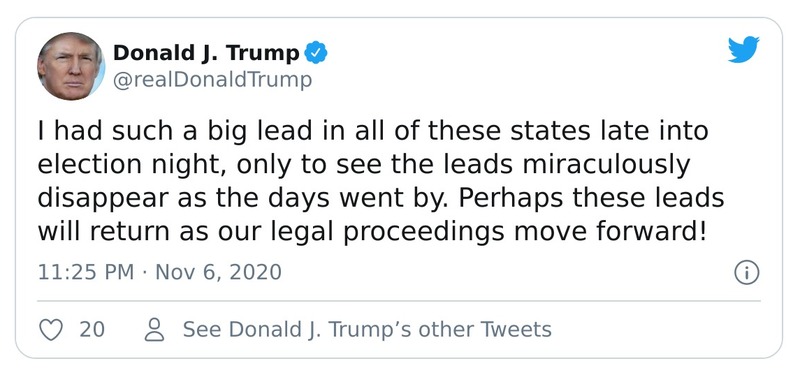 Donald J. Trump
@realDonaldTrump
I had such a big lead in all of these states late into
election night, only to see the leads miraculously
disappear as the days went by. Perhaps these leads
will return as our legal proceedings move forward!
11:25 PM · Nov 6, 2020
20 See Donald J. Trump’s other Tweets